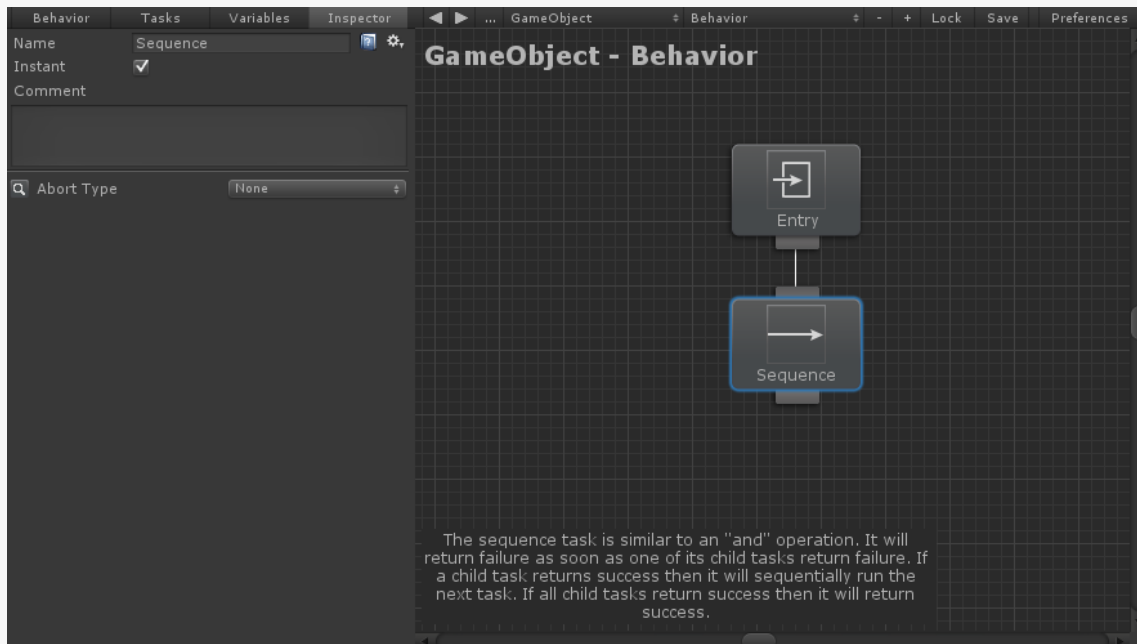 Behavior Tasks Variables Inspector ... GameObject Behavior - + Lock Save Preferences
Name Sequence
Instant
Comment
Abort Type None
GameObject - Behavior
Entry
Sequence
The sequence task is similar to an "and" operation. It will
return failure as soon as one of its child tasks return failure. If
a child task returns success then it will sequentially run the
next task. If all child tasks return success then it will return
success.